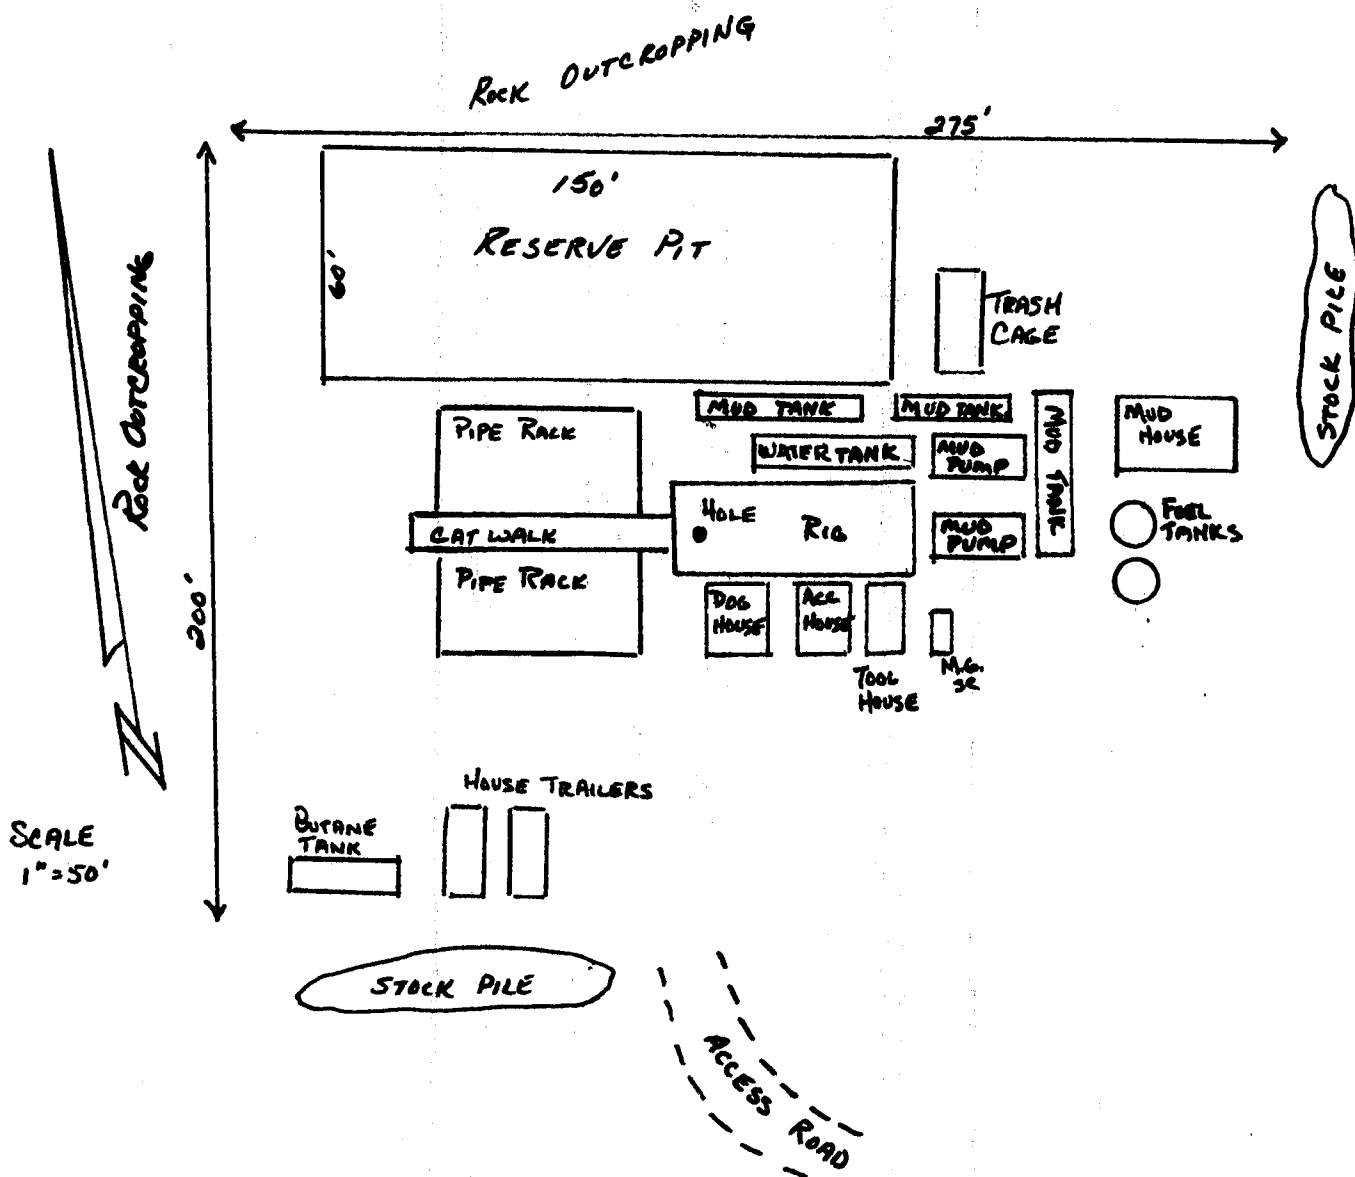 ROCK OUTCROPPING
275'
150'
RESERVE PIT
60'
ROCK OUTCROPPING
200'
TRASH
CAGE
STOCK PILE
MUD TANK
MUD TANK
MUD TANK
MUD
HOUSE
PIPE RACK
WATER TANK
MUD
PUMP
HOLE
RIG
CAT WALK
MUD
PUMP
FUEL
TANKS
PIPE RACK
DOG
HOUSE
ACC
HOUSE
TOOL
HOUSE
M.G.
N
HOUSE TRAILERS
BUTANE
TANK
SCALE
1"=50'
STOCK PILE
ACCESS ROAD